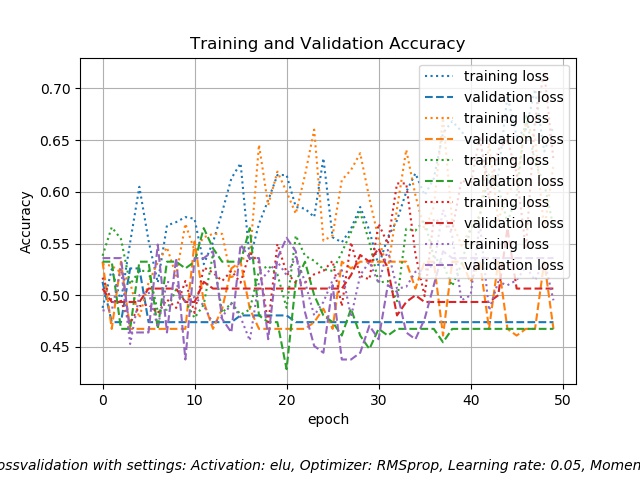 Training and Validation Accuracy
0.70
0.65
0.60
0.55
0.50
0.45
Accuracy
training loss
validation loss
training loss
validation loss
training loss
validation loss
training loss
validation loss
training loss
validation loss
0 10 20 30 40 50
epoch
ossvalidation with settings: Activation: elu, Optimizer: RMSprop, Learning rate: 0.05, Momen